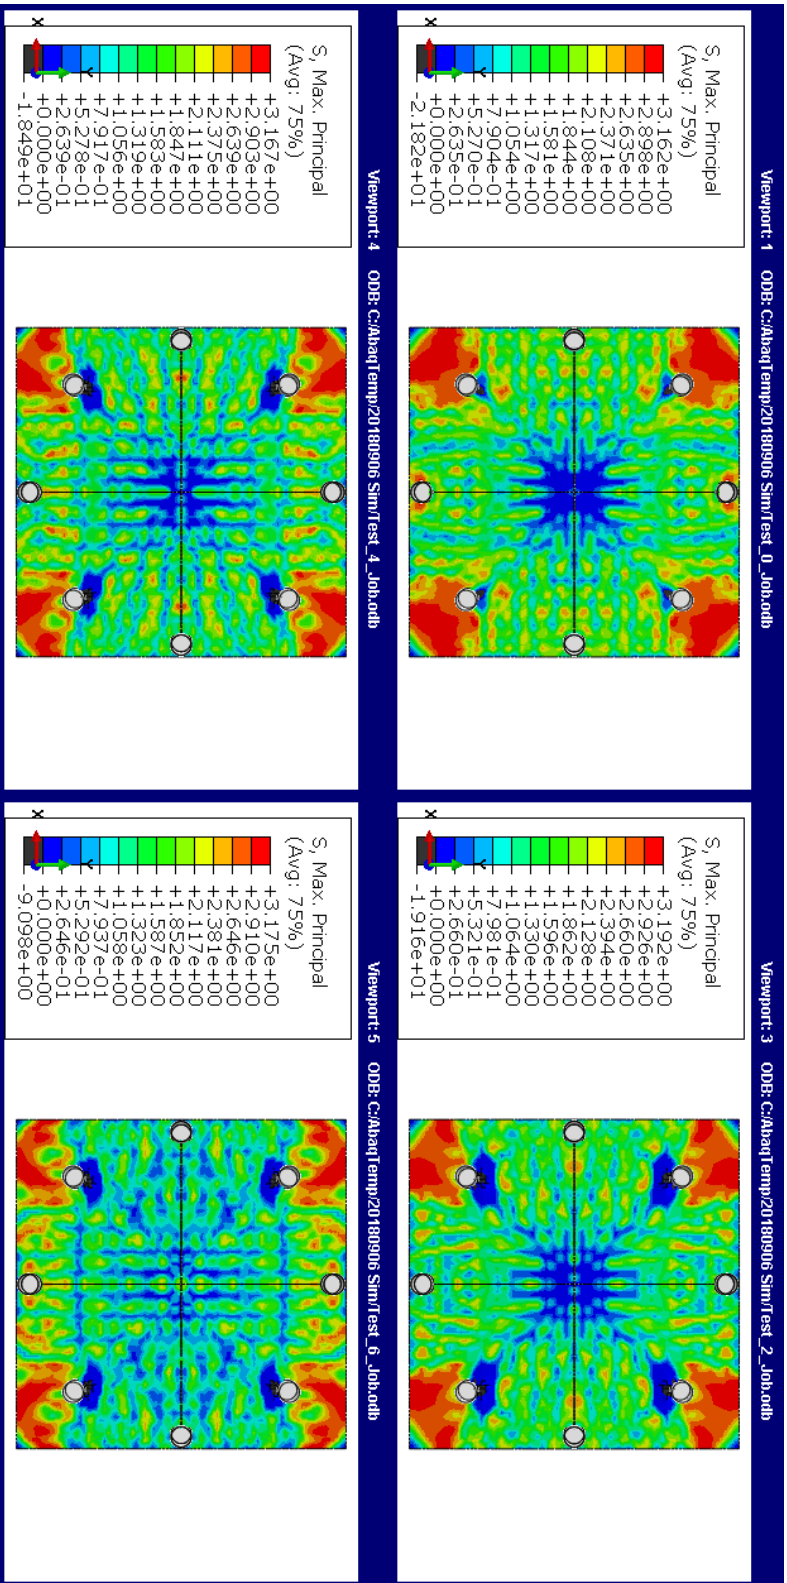 Viewport: 1 ODB: C:/AbaqTemp/20180906 Sim/Test_0_Job.odb
S, Max. Principal
(Avg: 75%)
+3.162e+00
+2.898e+00
+2.635e+00
+2.371e+00
+2.108e+00
+1.844e+00
+1.581e+00
+1.317e+00
+1.054e+00
+7.904e-01
+5.270e-01
+2.635e-01
+0.000e+00
-2.182e+01
Y
X
Viewport: 3 ODB: C:/AbaqTemp/20180906 Sim/Test_2_Job.odb
S, Max. Principal
(Avg: 75%)
+3.192e+00
+2.926e+00
+2.660e+00
+2.394e+00
+2.128e+00
+1.862e+00
+1.596e+00
+1.330e+00
+1.064e+00
+7.981e-01
+5.321e-01
+2.660e-01
+0.000e+00
-1.916e+01
Y
X
Viewport: 4 ODB: C:/AbaqTemp/20180906 Sim/Test_4_Job.odb
S, Max. Principal
(Avg: 75%)
+3.167e+00
+2.903e+00
+2.639e+00
+2.375e+00
+2.111e+00
+1.847e+00
+1.583e+00
+1.319e+00
+1.056e+00
+7.917e-01
+5.278e-01
+2.639e-01
+0.000e+00
-1.849e+01
Y
X
Viewport: 5 ODB: C:/AbaqTemp/20180906 Sim/Test_6_Job.odb
S, Max. Principal
(Avg: 75%)
+3.175e+00
+2.910e+00
+2.646e+00
+2.381e+00
+2.117e+00
+1.852e+00
+1.587e+00
+1.323e+00
+1.058e+00
+7.937e-01
+5.292e-01
+2.646e-01
+0.000e+00
-9.098e+00
Y
X